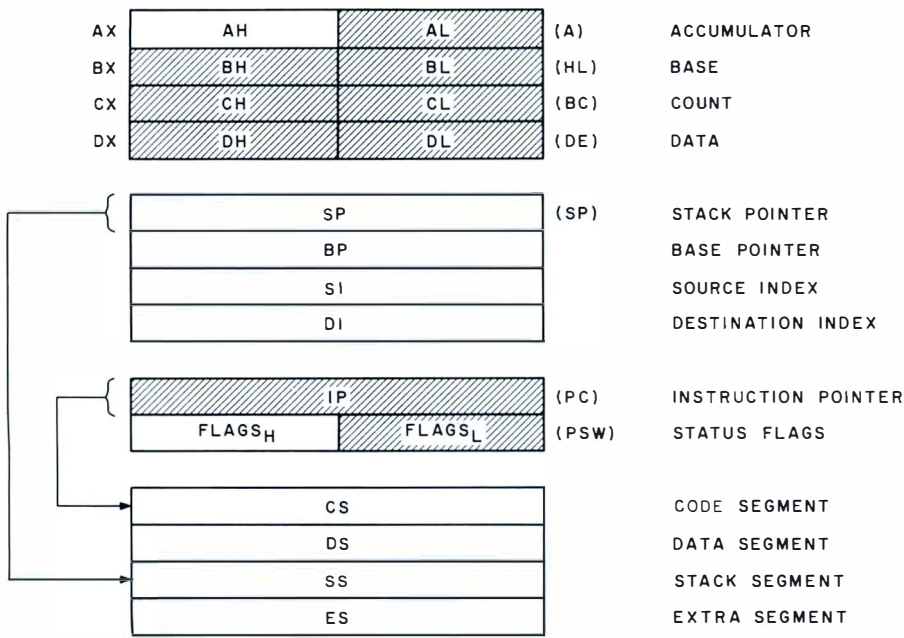 AX AH AL (A) ACCUMULATOR
BX BH BL (HL) BASE
CX CH CL (BC) COUNT
DX DH DL (DE) DATA
SP (SP) STACK POINTER
BP BASE POINTER
SI SOURCE INDEX
DI DESTINATION INDEX
IP (PC) INSTRUCTION POINTER
FLAGSH FLAGSL (PSW) STATUS FLAGS
CS CODE SEGMENT
DS DATA SEGMENT
SS STACK SEGMENT
ES EXTRA SEGMENT